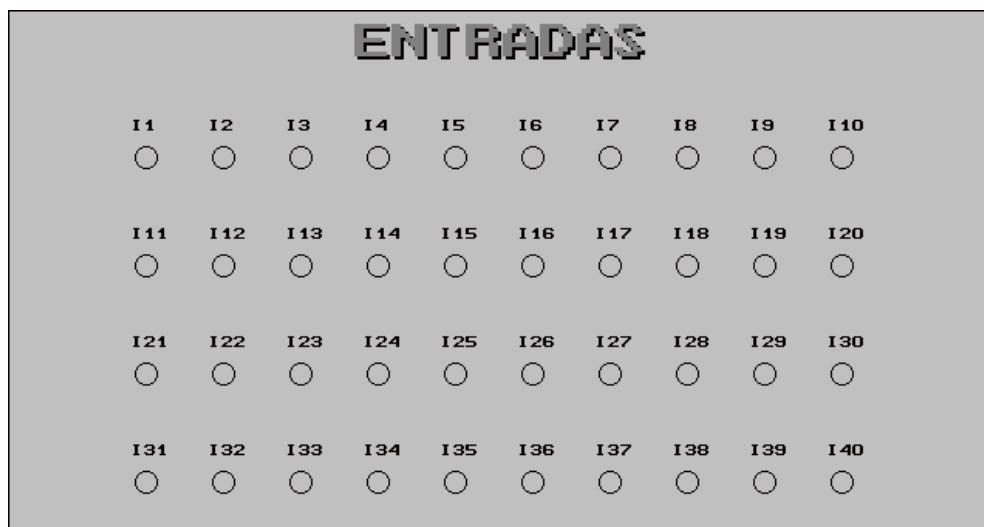 ENTRADAS
I1 I2 I3 I4 I5 I6 I7 I8 I9 I10
I11 I12 I13 I14 I15 I16 I17 I18 I19 I20
I21 I22 I23 I24 I25 I26 I27 I28 I29 I30
I31 I32 I33 I34 I35 I36 I37 I38 I39 I40